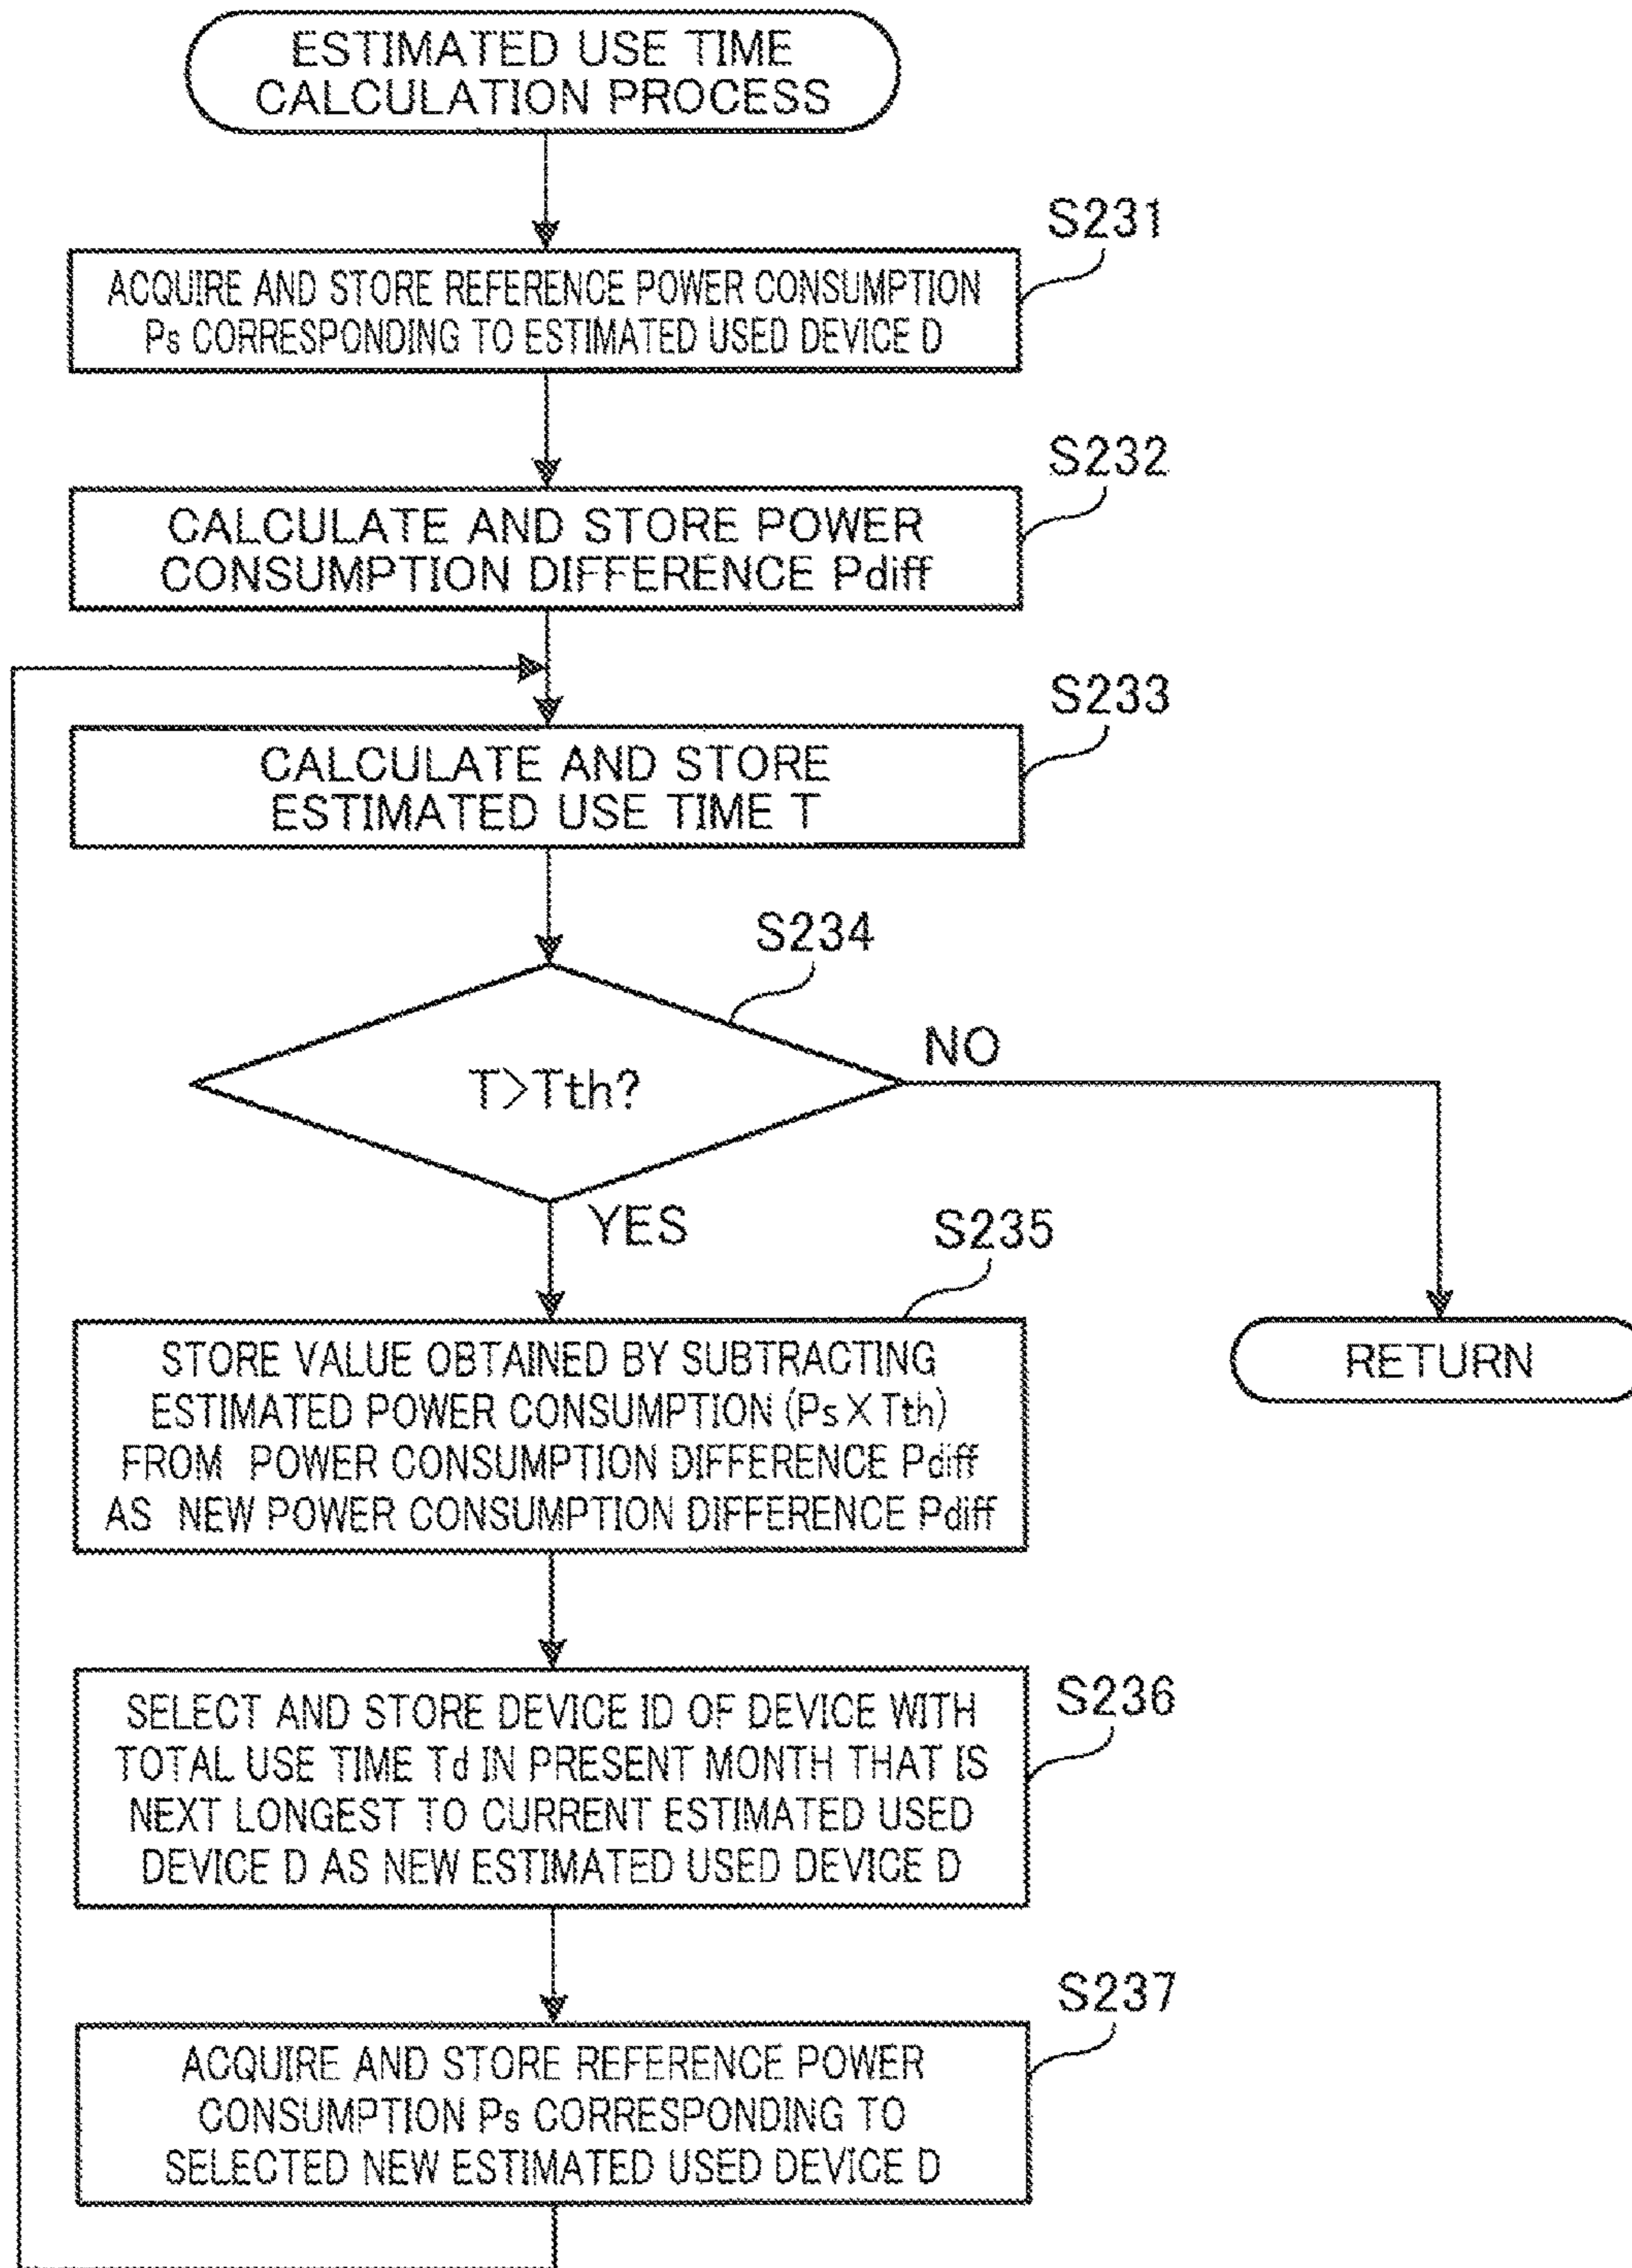 ESTIMATED USE TIME
CALCULATION PROCESS
S231
ACQUIRE AND STORE REFERENCE POWER CONSUMPTION
Ps CORRESPONDING TO ESTIMATED USED DEVICE D
S232
CALCULATE AND STORE POWER
CONSUMPTION DIFFERENCE Pdiff
S233
CALCULATE AND STORE
ESTIMATED USE TIME T
S234
T>Tth?
NO
YES
RETURN
S235
STORE VALUE OBTAINED BY SUBTRACTING
ESTIMATED POWER CONSUMPTION (Ps X Tth)
FROM POWER CONSUMPTION DIFFERENCE Pdiff
AS NEW POWER CONSUMPTION DIFFERENCE Pdiff
S236
SELECT AND STORE DEVICE ID OF DEVICE WITH
TOTAL USE TIME Td IN PRESENT MONTH THAT IS
NEXT LONGEST TO CURRENT ESTIMATED USED
DEVICE D AS NEW ESTIMATED USED DEVICE D
S237
ACQUIRE AND STORE REFERENCE POWER
CONSUMPTION Ps CORRESPONDING TO
SELECTED NEW ESTIMATED USED DEVICE D